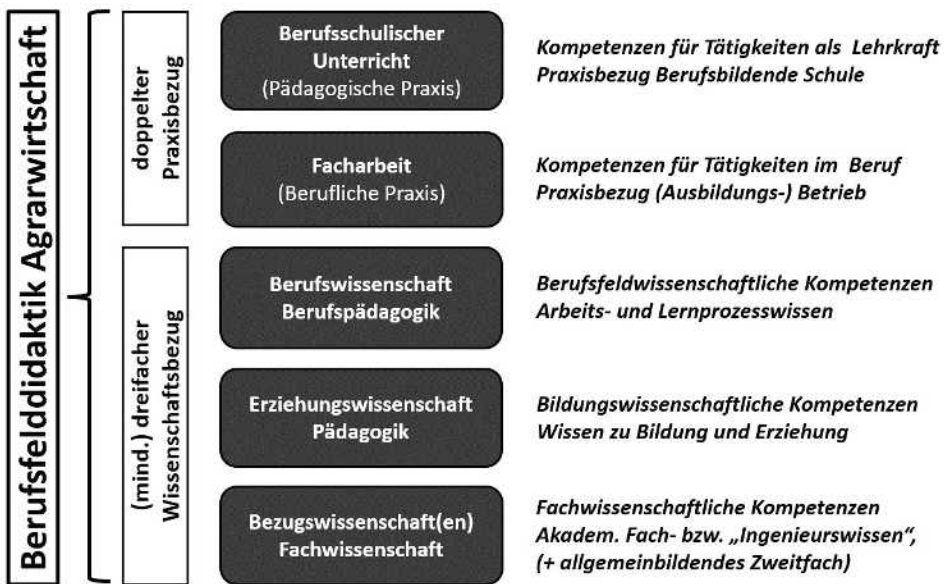 Berufsfelddidaktik Agrarwirtschaft
doppelter
Praxisbezug
Berufsschulischer
Unterricht
(Pädagogische Praxis)
Kompetenzen für Tätigkeiten als Lehrkraft
Praxisbezug Berufsbildende Schule
Facharbeit
(Berufliche Praxis)
Kompetenzen für Tätigkeiten im Beruf
Praxisbezug (Ausbildungs-) Betrieb
(mind.) dreifacher
Wissenschaftsbezug
Berufswissenschaft
Berufspädagogik
Berufsfeldwissenschaftliche Kompetenzen
Arbeits- und Lernprozesswissen
Erziehungswissenschaft
Pädagogik
Bildungswissenschaftliche Kompetenzen
Wissen zu Bildung und Erziehung
Bezugswissenschaft(en)
Fachwissenschaft
Fachwissenschaftliche Kompetenzen
Akadem. Fach- bzw. „Ingenieurswissen“,
(+ allgemeinbildendes Zweitfach)